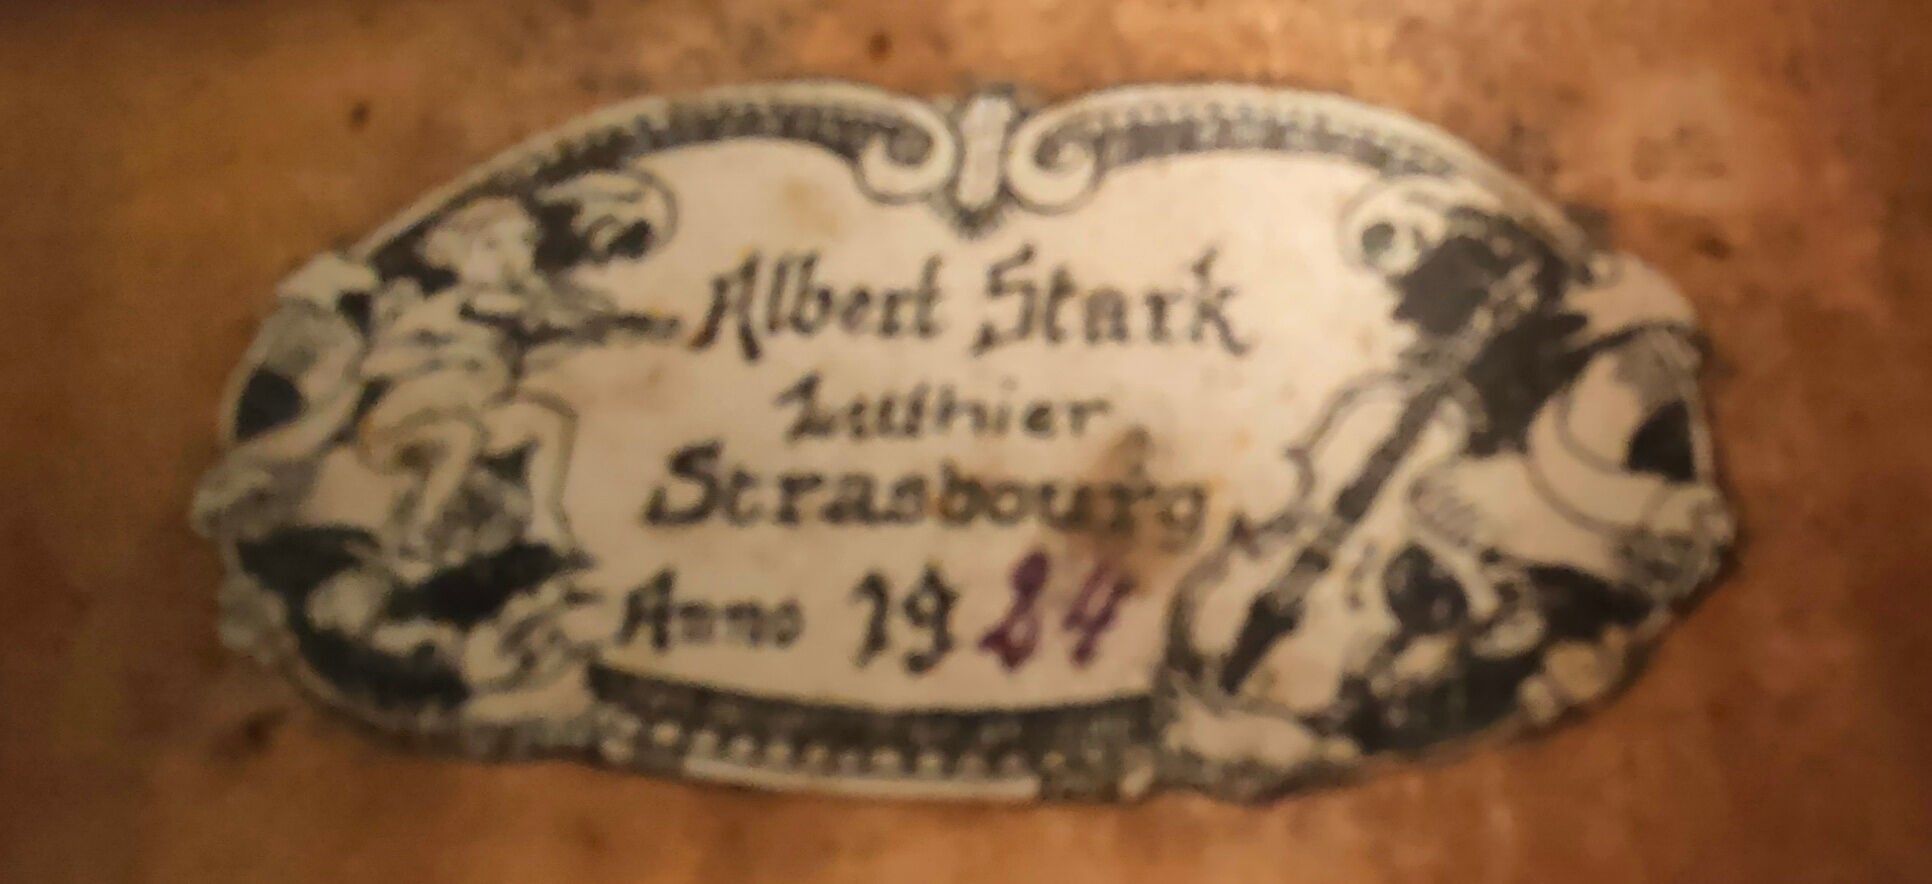 Albert Stark
Luthier
Strasbourg
Anno 1924